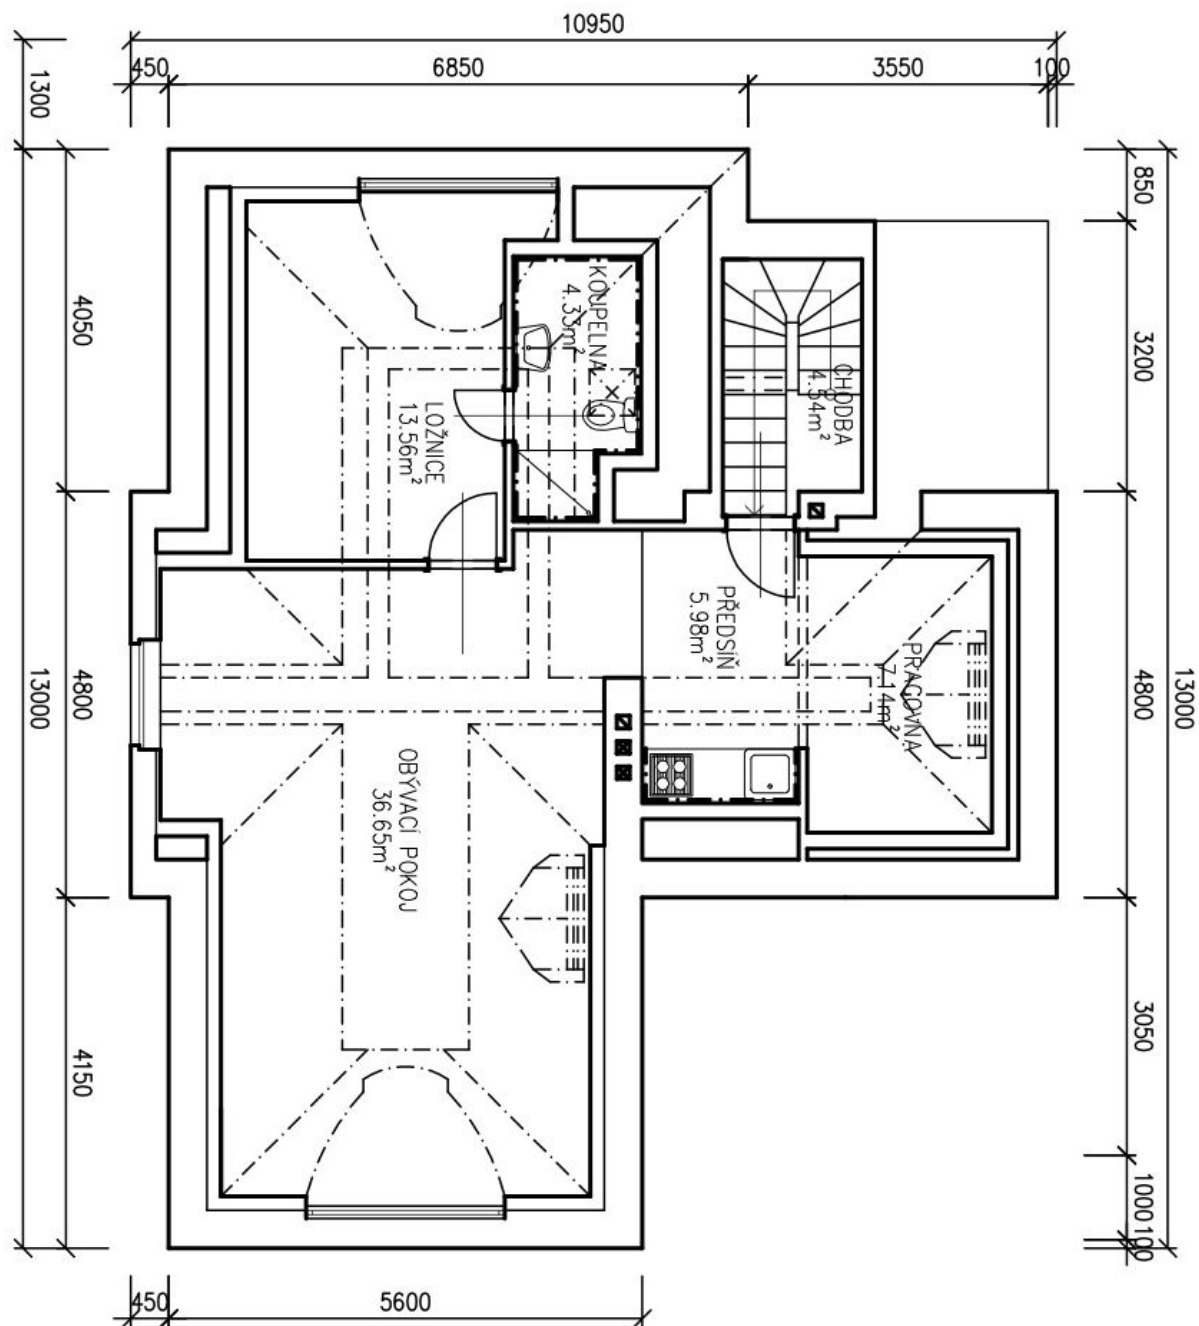 10950
450
6850
3550
100
1300
13000
4050
4800
4150
850
3200
4800
3050
1000
100
13000
KOUPELNA
4.33m²
CHODBA
4.54m²
LOŽNICE
13.56m²
PŘEDSÍŇ
5.98m²
PRACOVNA
7.14m²
OBÝVACÍ POKOJ
36.65m²
450
5600